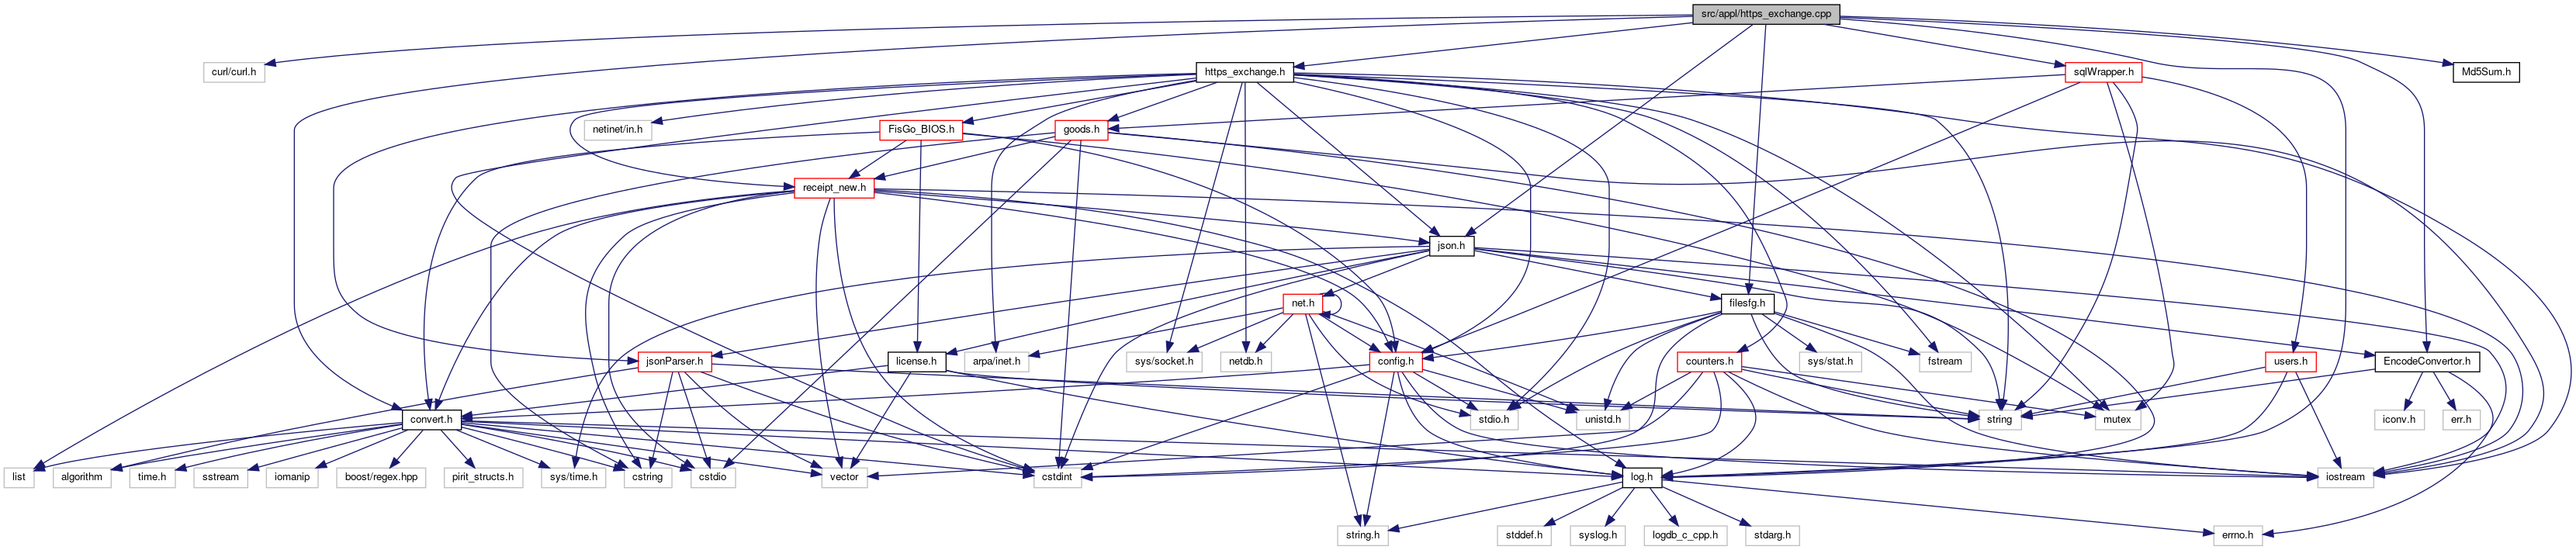 src/appl/https_exchange.cpp
curl/curl.h
https_exchange.h
sqlWrapper.h
Md5Sum.h
netinet/in.h
FisGo_BIOS.h
goods.h
receipt_new.h
json.h
net.h
filesfg.h
jsonParser.h
license.h
arpa/inet.h
sys/socket.h
netdb.h
config.h
counters.h
sys/stat.h
fstream
users.h
EncodeConvertor.h
convert.h
stdio.h
unistd.h
string
mutex
iconv.h
err.h
list
algorithm
time.h
sstream
iomanip
boost/regex.hpp
pirit_structs.h
sys/time.h
cstring
cstdio
vector
cstdint
log.h
iostream
string.h
stddef.h
syslog.h
logdb_c_cpp.h
stdarg.h
errno.h